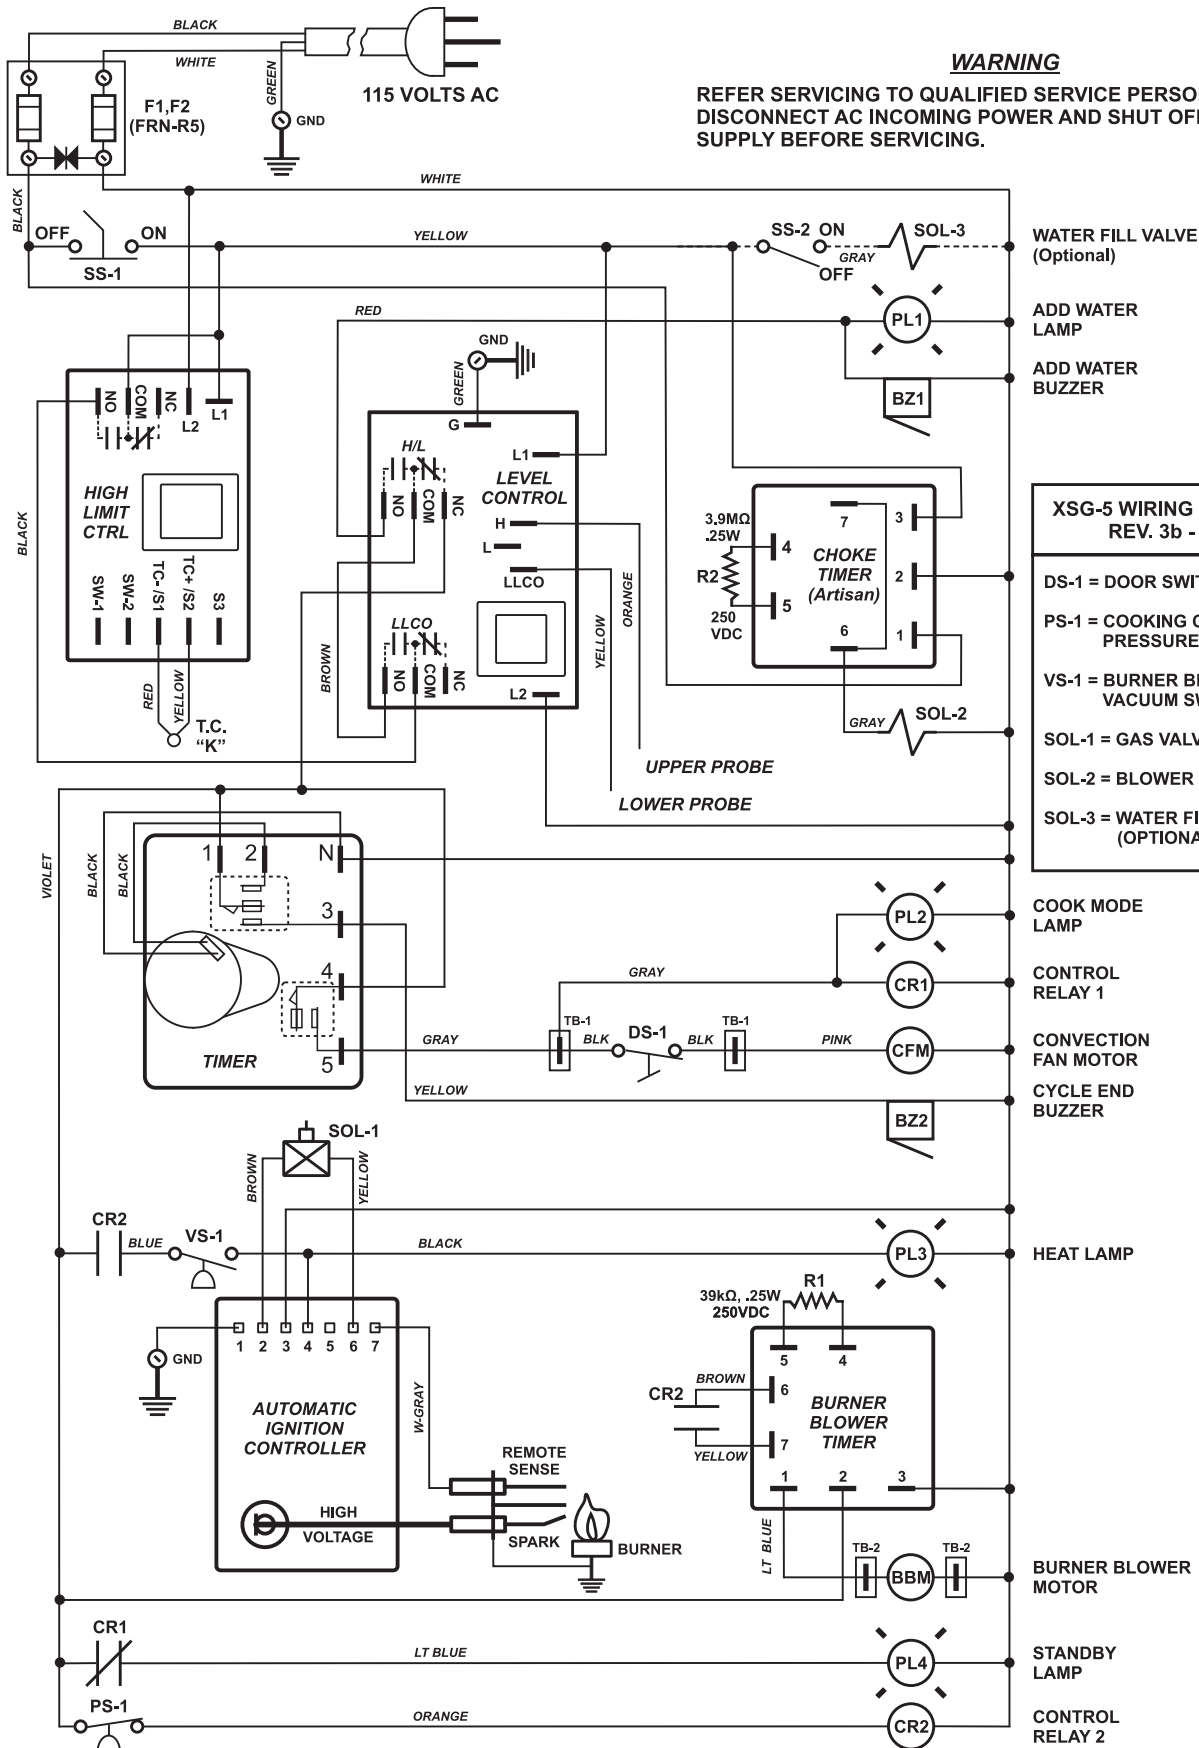 BLACK
WHITE
GREEN
115 VOLTS AC
GND
F1,F2
(FRN-R5)
WARNING
REFER SERVICING TO QUALIFIED SERVICE PERSO
DISCONNECT AC INCOMING POWER AND SHUT OF
SUPPLY BEFORE SERVICING.
WHITE
BLACK
OFF
ON
SS-1
YELLOW
SS-2 ON
GRAY
OFF
SOL-3
WATER FILL VALVE
(Optional)
RED
PL1
ADD WATER
LAMP
BZ1
ADD WATER
BUZZER
GND
GREEN
NO
COM
NC
L2
L1
HIGH
LIMIT
CTRL
BLACK
SW-1
SW-2
TC- /S1
TC+ /S2
S3
RED
YELLOW
T.C.
“K”
G
H/L
L1
LEVEL
CONTROL
NO
COM
NC
H
L
LLCO
LLCO
NO
COM
NC
L2
BROWN
YELLOW
ORANGE
UPPER PROBE
LOWER PROBE
3.9MΩ
.25W
R2
250
VDC
4
5
7
3
CHOKE
TIMER
(Artisan)
2
6
1
GRAY
SOL-2
XSG-5 WIRING
REV. 3b -
DS-1 = DOOR SWIT
PS-1 = COOKING C
PRESSURE
VS-1 = BURNER BL
VACUUM SW
SOL-1 = GAS VALV
SOL-2 = BLOWER
SOL-3 = WATER FI
(OPTIONA
VIOLET
BLACK
BLACK
1
2
N
3
4
5
TIMER
PL2
COOK MODE
LAMP
GRAY
CR1
CONTROL
RELAY 1
GRAY
TB-1
BLK
DS-1
BLK
TB-1
PINK
CFM
CONVECTION
FAN MOTOR
YELLOW
CYCLE END
BUZZER
BZ2
SOL-1
BROWN
YELLOW
CR2
BLUE
VS-1
BLACK
PL3
HEAT LAMP
GND
1 2 3 4 5 6 7
AUTOMATIC
IGNITION
CONTROLLER
W-GRAY
HIGH
VOLTAGE
REMOTE
SENSE
SPARK
BURNER
39kΩ, .25W
250VDC
R1
5
4
BROWN
CR2
6
BURNER
BLOWER
TIMER
7
YELLOW
1
2
3
LT BLUE
TB-2
BBM
TB-2
BURNER BLOWER
MOTOR
CR1
LT BLUE
PL4
STANDBY
LAMP
PS-1
ORANGE
CR2
CONTROL
RELAY 2